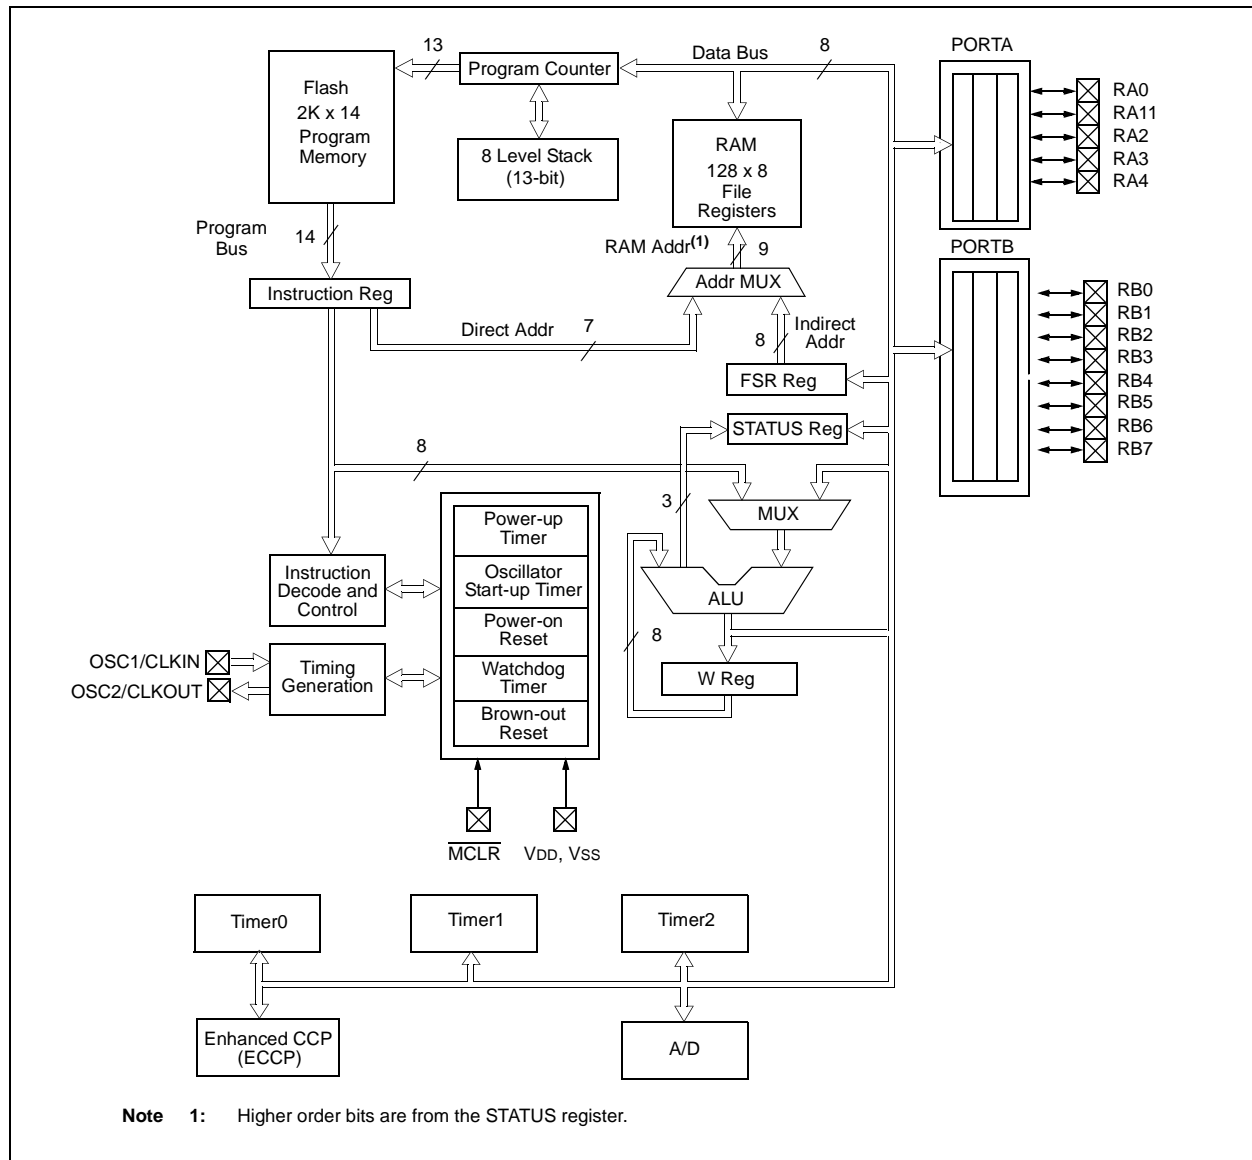 13
Program Counter
Data Bus
8
PORTA
Flash
2K x 14
Program
Memory
8 Level Stack
(13-bit)
RAM
128 x 8
File
Registers
RA0
RA11
RA2
RA3
RA4
Program
Bus
14
RAM Addr(1)
9
PORTB
Instruction Reg
Addr MUX
Direct Addr
7
8
Indirect
Addr
FSR Reg
RB0
RB1
RB2
RB3
RB4
RB5
RB6
RB7
STATUS Reg
8
3
MUX
Power-up
Timer
Oscillator
Start-up Timer
Power-on
Reset
Watchdog
Timer
Brown-out
Reset
Instruction
Decode and
Control
ALU
8
OSC1/CLKIN
OSC2/CLKOUT
Timing
Generation
W Reg
MCLR
VDD, VSS
Timer0
Timer1
Timer2
Enhanced CCP
(ECCP)
A/D
Note 1: Higher order bits are from the STATUS register.